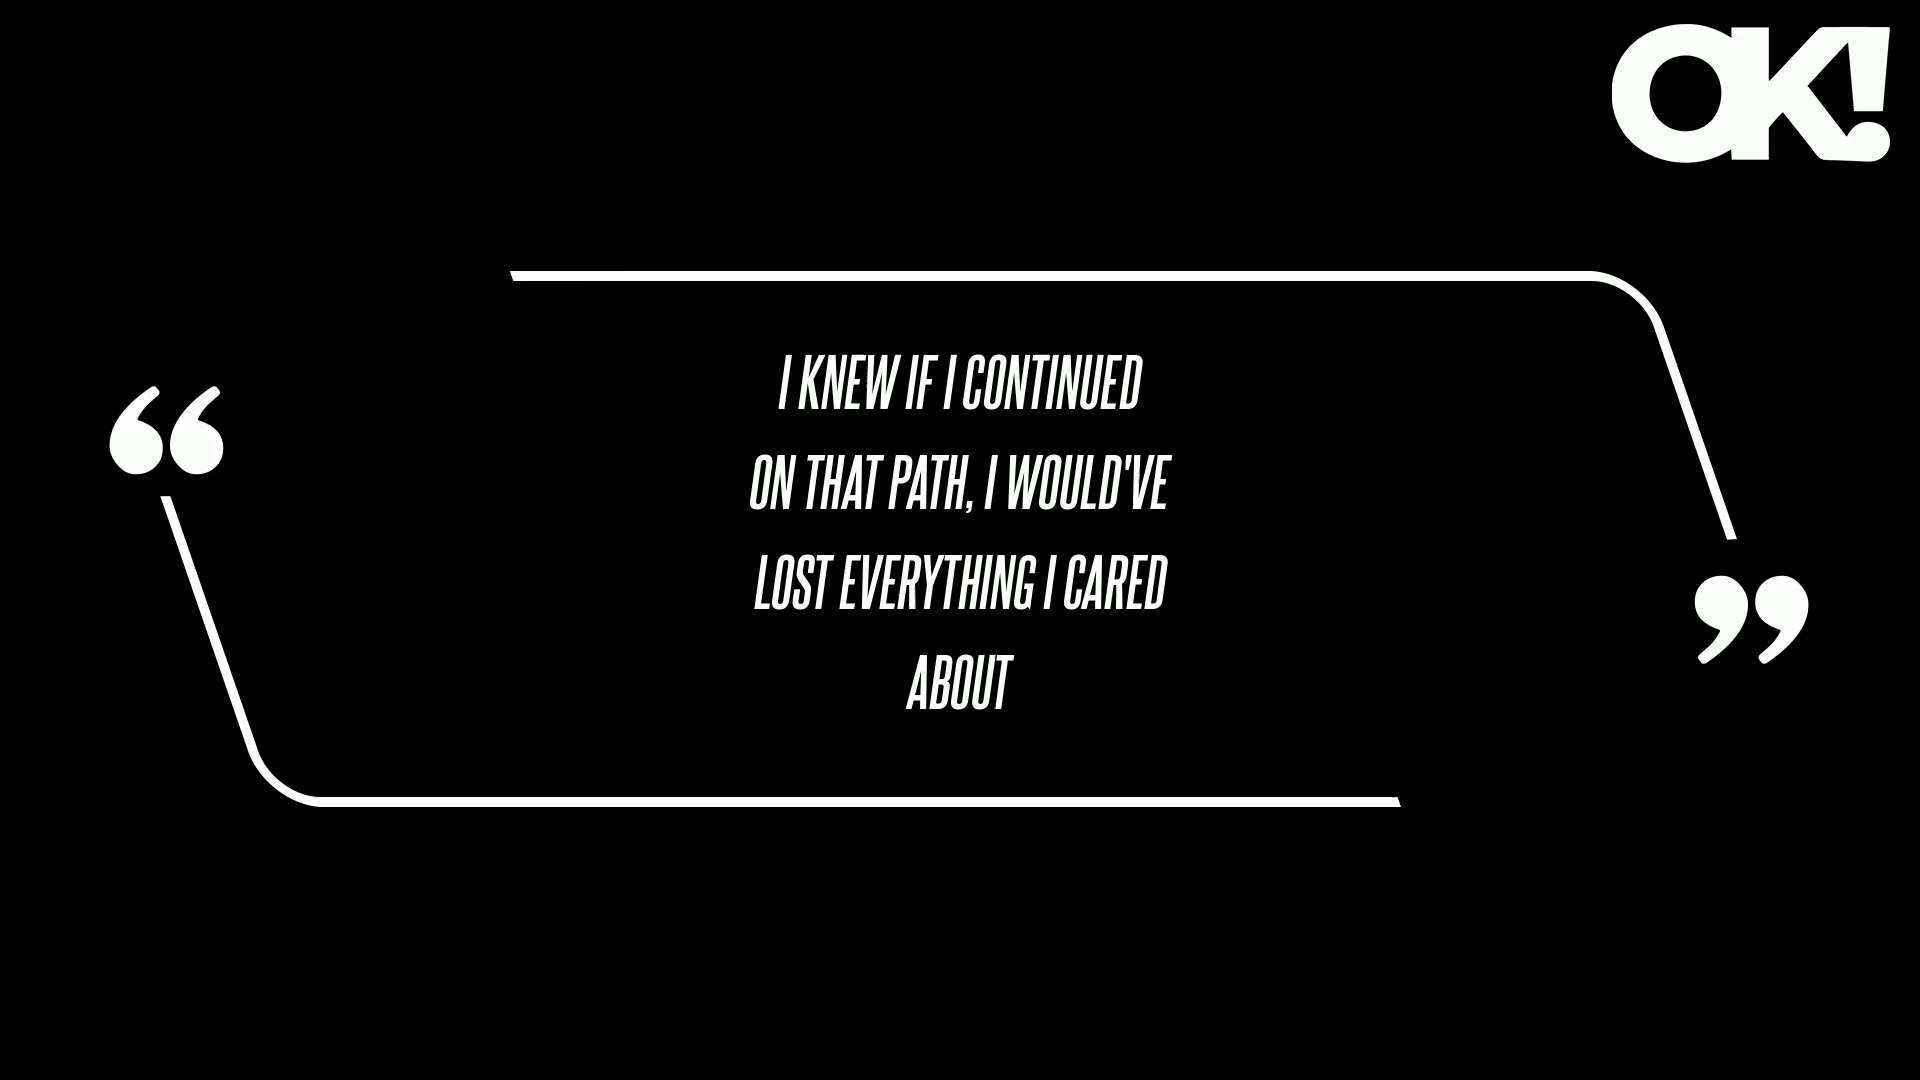 OK!
“
I KNEW IF I CONTINUED
ON THAT PATH, I WOULD'VE
LOST EVERYTHING I CARED
ABOUT
”